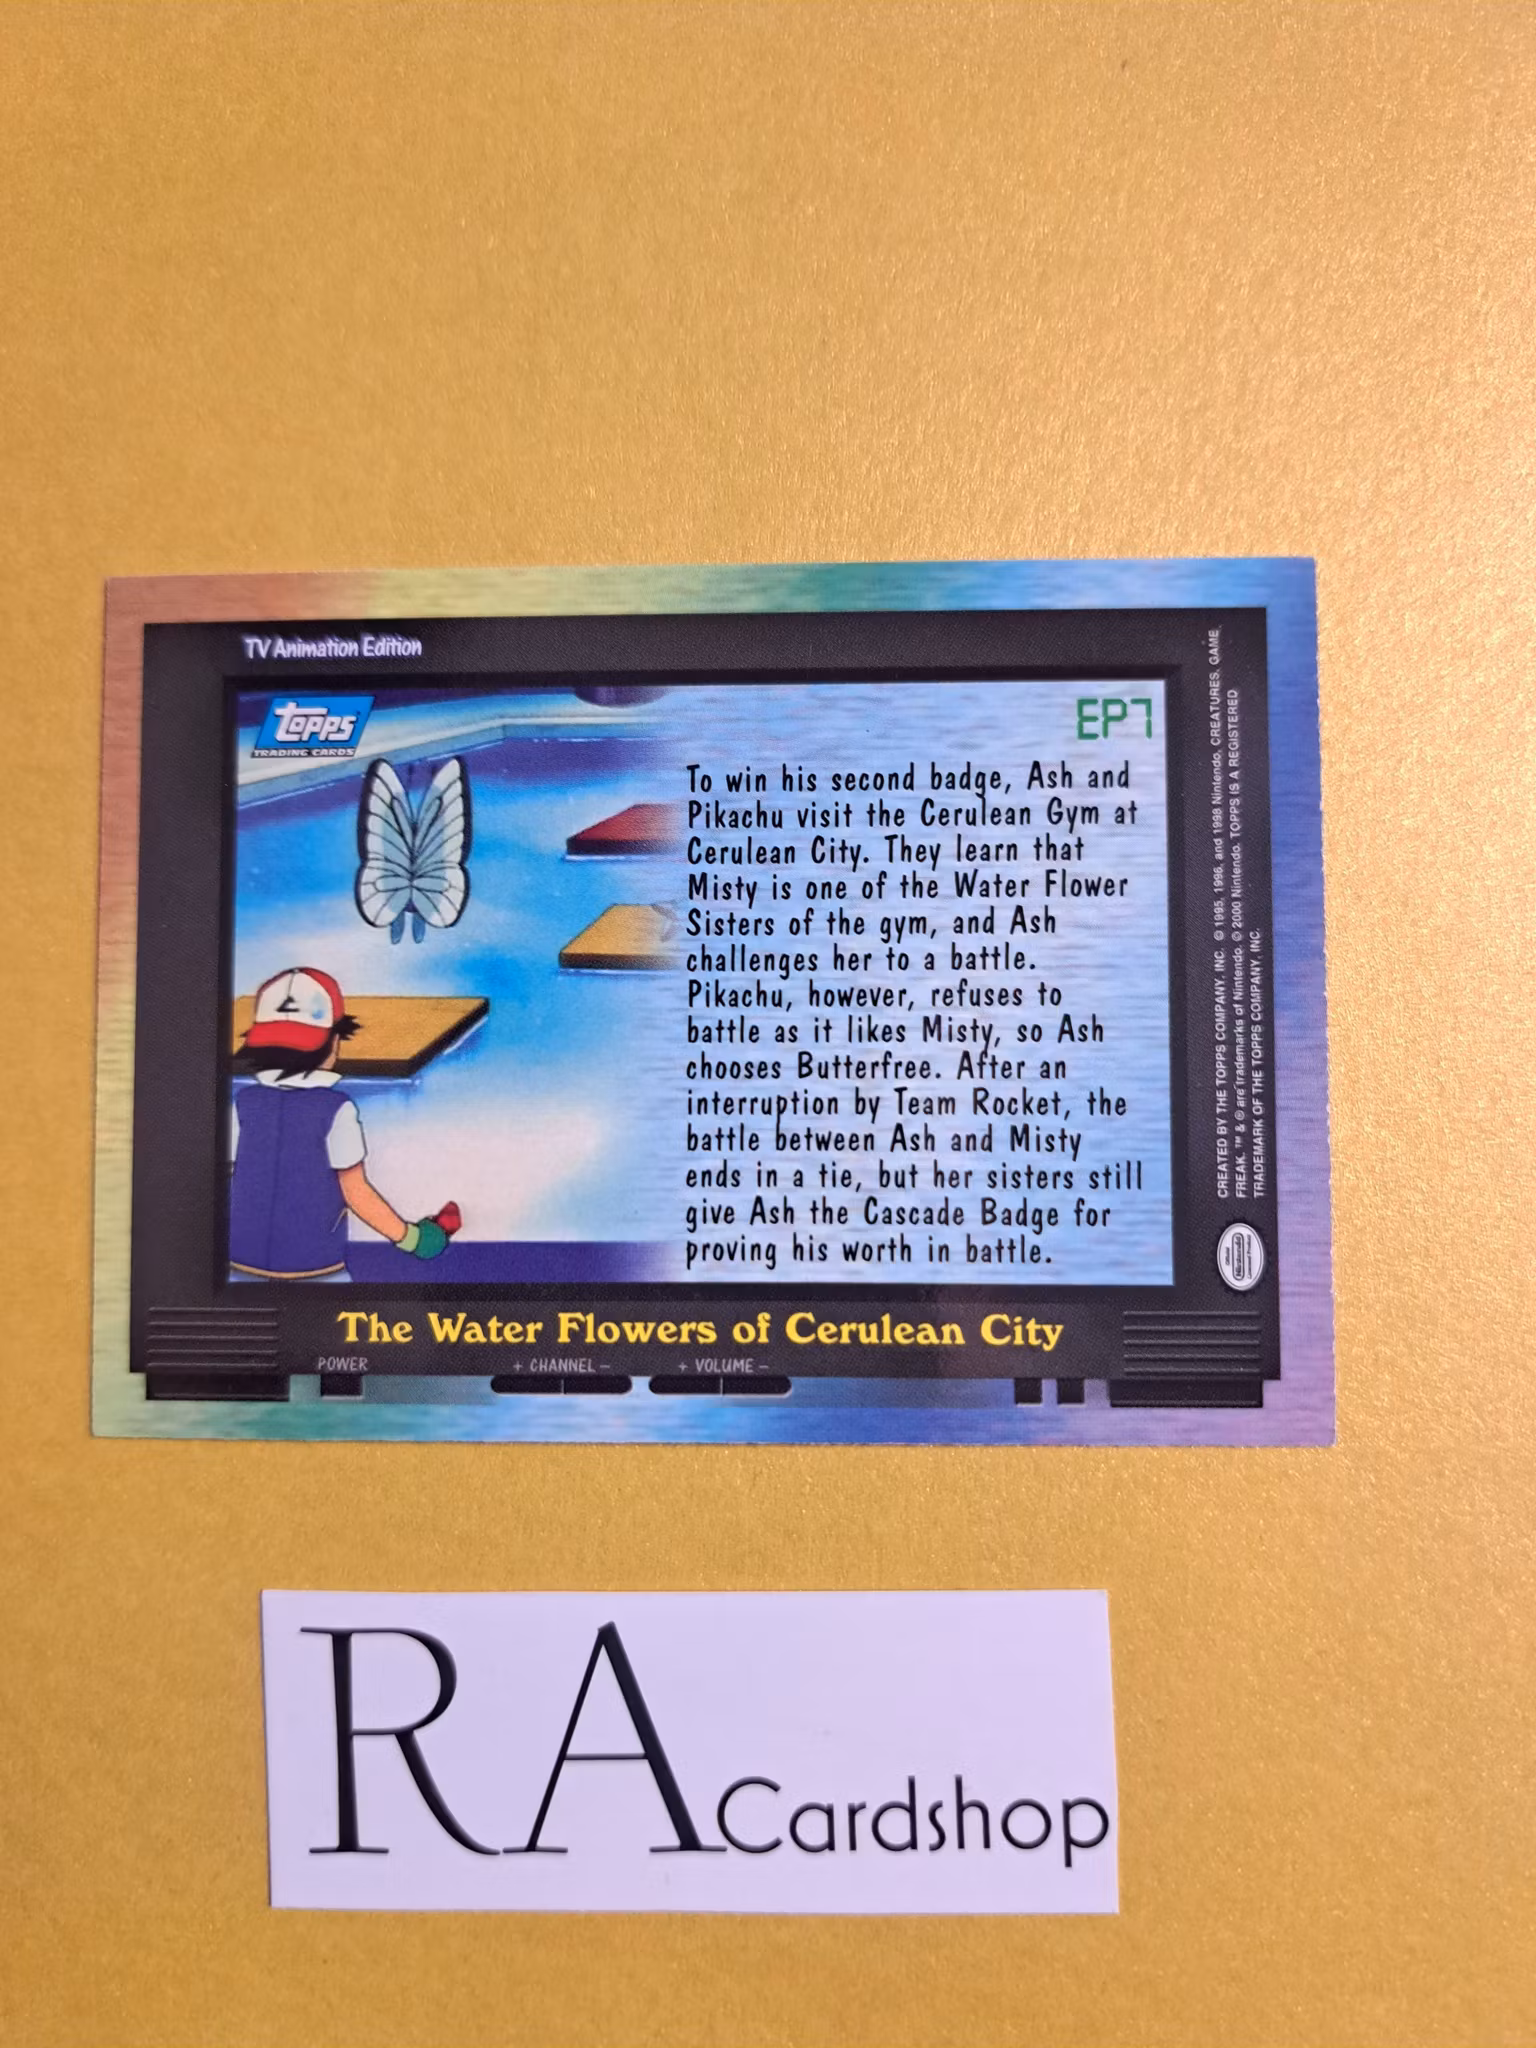 TV Animation Edition
Topps
TRADING CARDS
EP7
To win his second badge, Ash and
Pikachu visit the Cerulean Gym at
Cerulean City. They learn that
Misty is one of the Water Flower
Sisters of the gym, and Ash
challenges her to a battle.
Pikachu, however, refuses to
battle as it likes Misty, so Ash
chooses Butterfree. After an
interruption by Team Rocket, the
battle between Ash and Misty
ends in a tie, but her sisters still
give Ash the Cascade Badge for
proving his worth in battle.
The Water Flowers of Cerulean City
POWER
+ CHANNEL –
+ VOLUME –
CREATED BY THE TOPPS COMPANY, INC. © 1995, 1996, and 1998 Nintendo, CREATURES, GAME
FREAK. ™ & ® are trademarks of Nintendo. © 2000 Nintendo. TOPPS IS A REGISTERED
TRADEMARK OF THE TOPPS COMPANY, INC.
Official
Nintendo
Licensed Product
RA Cardshop